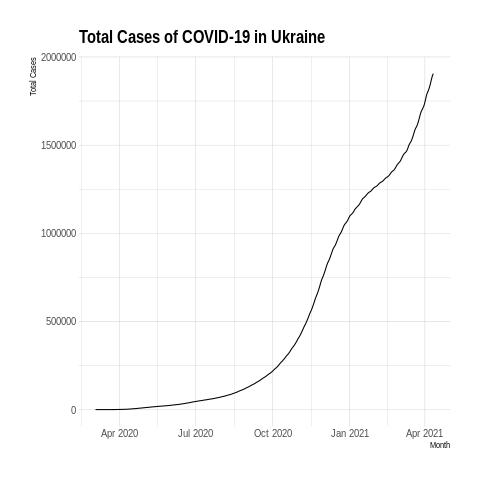 Total Cases of COVID-19 in Ukraine
Total Cases
2000000
1500000
1000000
500000
0
Apr 2020 Jul 2020 Oct 2020 Jan 2021 Apr 2021
Month